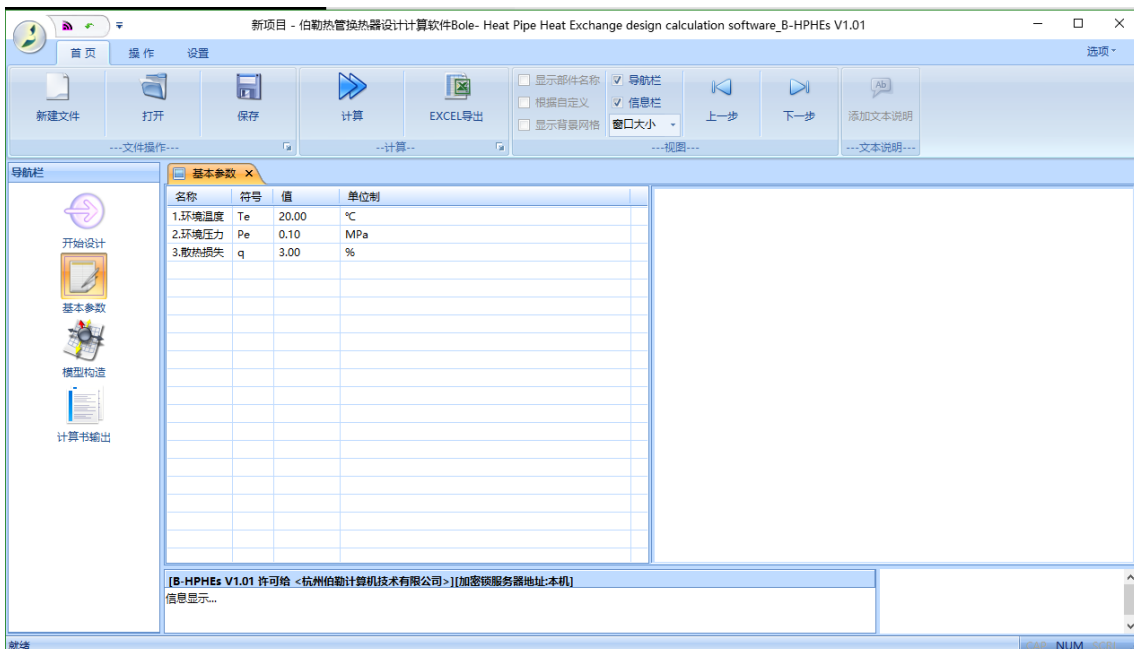 新项目 - 伯勒热管换热器设计计算软件Bole- Heat Pipe Heat Exchange design calculation software_B-HPHEs V1.01
首页 操作 设置 选项
新建文件 打开 保存 计算 EXCEL导出 显示部件名称 导航栏 上一步 下一步 添加文本说明
根据自定义 信息栏
显示背景网格 窗口大小
---文件操作--- --计算-- ---视图--- ---文本说明---
导航栏 基本参数
名称 符号 值 单位制
1.环境温度 Te 20.00 ℃
2.环境压力 Pe 0.10 MPa
3.散热损失 q 3.00 %
开始设计
基本参数
模型构造
计算书输出
[B-HPHEs V1.01 许可给 <杭州伯勒计算机技术有限公司>][加密锁服务器地址:本机]
信息显示...
就绪 NUM